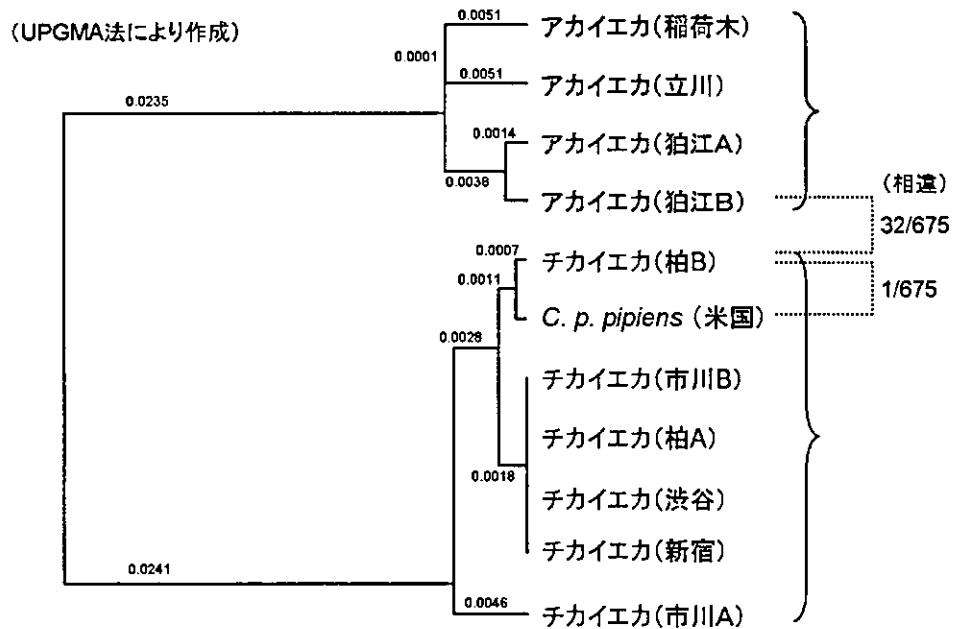 (UPGMA法により作成)
0.0051
アカイエカ(稲荷木)
0.0001
0.0051
アカイエカ(立川)
0.0235
0.0014
アカイエカ(狛江A)
0.0038
アカイエカ(狛江B)
(相違)
32/675
0.0007
チカイエカ(柏B)
0.0011
1/675
C. p. pipiens (米国)
0.0028
チカイエカ(市川B)
チカイエカ(柏A)
0.0018
チカイエカ(渋谷)
チカイエカ(新宿)
0.0241
0.0046
チカイエカ(市川A)